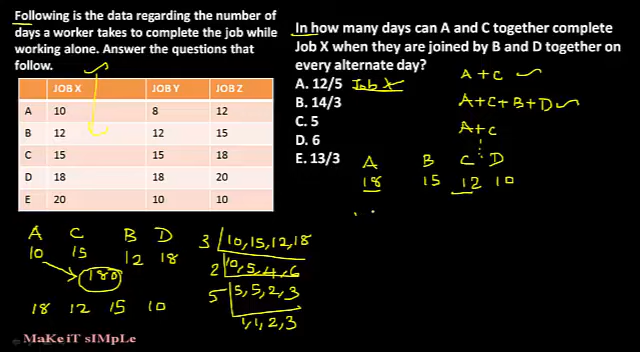 Following is the data regarding the number of
days a worker takes to complete the job while
working alone. Answer the questions that
follow.
JOB X JOB Y JOB Z
A 10 8 12
B 12 12 15
C 15 15 18
D 18 18 20
E 20 10 10
A C B D
10 15 12 18
180
18 12 15 10
3 10, 15, 12, 18
2 10, 5, 4, 6
5 5, 5, 2, 3
1, 1, 2, 3
In how many days can A and C together complete
Job X when they are joined by B and D together on
every alternate day?
A. 12/5
B. 14/3
C. 5
D. 6
E. 13/3
Job X
A + C
A + C + B + D
A + C
A B C D
18 15 12 10
MaKeiT sIMpLe